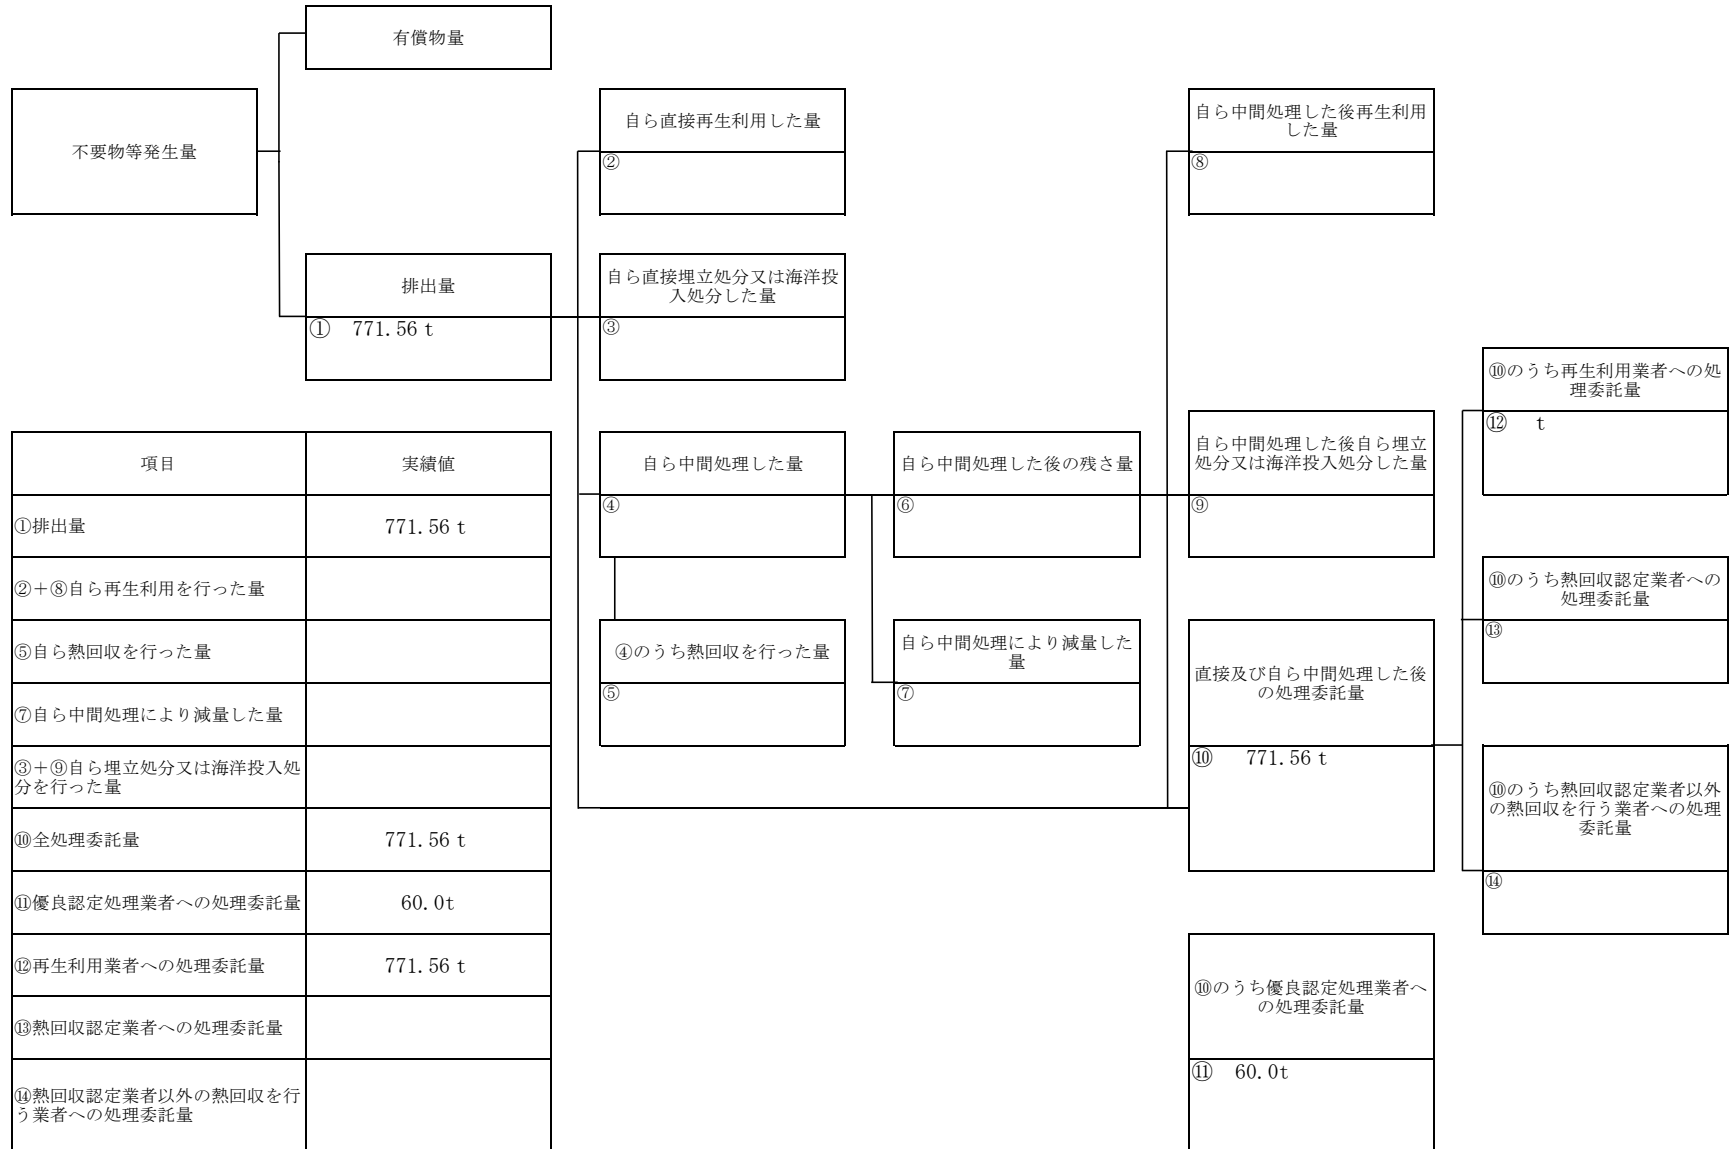 有償物量
不要物等発生量
自ら直接再生利用した量
②
自ら中間処理した後再生利用
した量
⑧
排出量
① 771.56 t
自ら直接埋立処分又は海洋投
入処分した量
③
⑩のうち再生利用業者への処
理委託量
⑫ t
項目 実績値
①排出量 771.56 t
②+⑧自ら再生利用を行った量
⑤自ら熱回収を行った量
⑦自ら中間処理により減量した量
③+⑨自ら埋立処分又は海洋投入処
分を行った量
⑩全処理委託量 771.56 t
⑪優良認定処理業者への処理委託量 60.0t
⑫再生利用業者への処理委託量 771.56 t
⑬熱回収認定業者への処理委託量
⑭熱回収認定業者以外の熱回収を行
う業者への処理委託量
自ら中間処理した量
④
自ら中間処理した後の残さ量
⑥
自ら中間処理した後自ら埋立
処分又は海洋投入処分した量
⑨
④のうち熱回収を行った量
⑤
自ら中間処理により減量した
量
⑦
直接及び自ら中間処理した後
の処理委託量
⑩ 771.56 t
⑩のうち熱回収認定業者への
処理委託量
⑬
⑩のうち熱回収認定業者以外
の熱回収を行う業者への処理
委託量
⑭
⑩のうち優良認定処理業者へ
の処理委託量
⑪ 60.0t